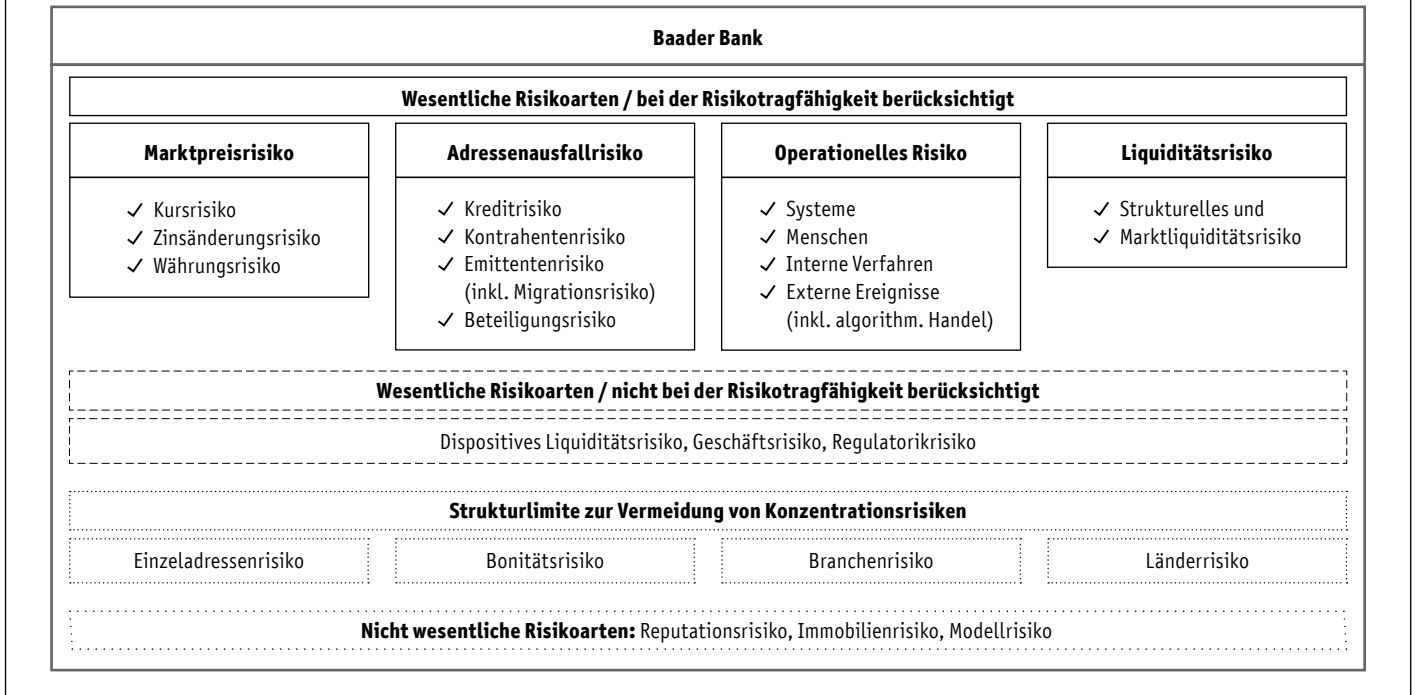 Baader Bank
Wesentliche Risikoarten / bei der Risikotragfähigkeit berücksichtigt
Marktpreisrisiko
✓ Kursrisiko
✓ Zinsänderungsrisiko
✓ Währungsrisiko
Adressenausfallrisiko
✓ Kreditrisiko
✓ Kontrahentenrisiko
✓ Emittentenrisiko
(inkl. Migrationsrisiko)
✓ Beteiligungsrisiko
Operationelles Risiko
✓ Systeme
✓ Menschen
✓ Interne Verfahren
✓ Externe Ereignisse
(inkl. algorithm. Handel)
Liquiditätsrisiko
✓ Strukturelles und
✓ Marktliquiditätsrisiko
Wesentliche Risikoarten / nicht bei der Risikotragfähigkeit berücksichtigt
Dispositives Liquiditätsrisiko, Geschäftsrisiko, Regulatorikrisiko
Strukturlimite zur Vermeidung von Konzentrationsrisiken
Einzeladressenrisiko
Bonitätsrisiko
Branchenrisiko
Länderrisiko
Nicht wesentliche Risikoarten: Reputationsrisiko, Immobilienrisiko, Modellrisiko